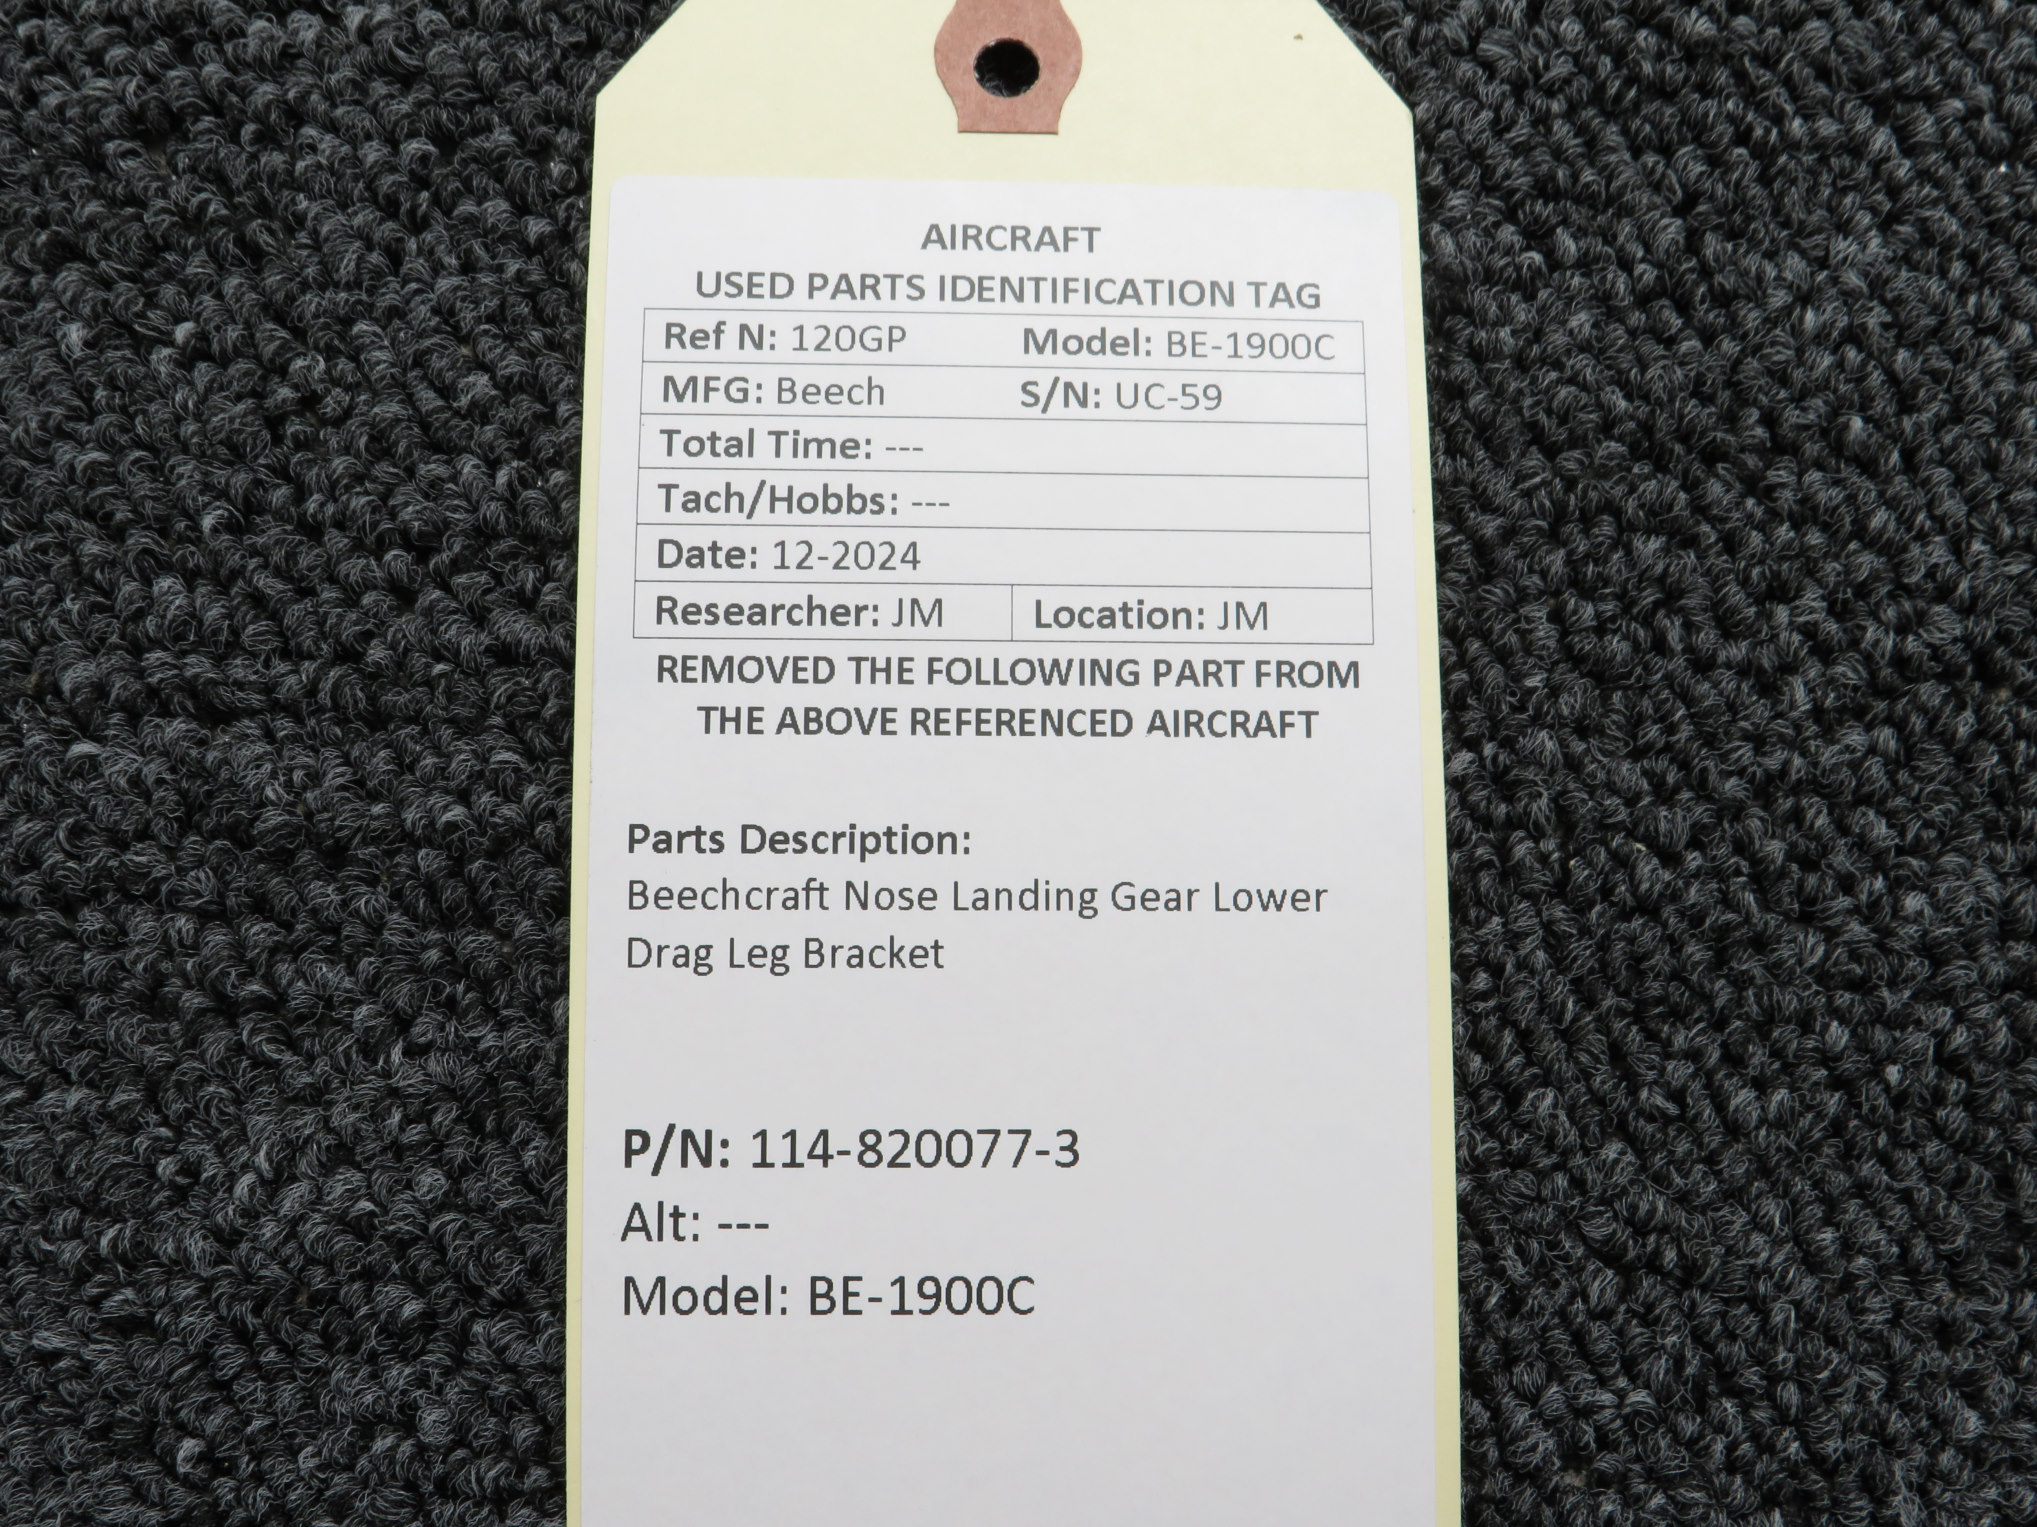 AIRCRAFT
USED PARTS IDENTIFICATION TAG
Ref N: 120GP Model: BE-1900C
MFG: Beech S/N: UC-59
Total Time: ---
Tach/Hobbs: ---
Date: 12-2024
Researcher: JM Location: JM
REMOVED THE FOLLOWING PART FROM
THE ABOVE REFERENCED AIRCRAFT
Parts Description:
Beechcraft Nose Landing Gear Lower
Drag Leg Bracket
P/N: 114-820077-3
Alt: ---
Model: BE-1900C